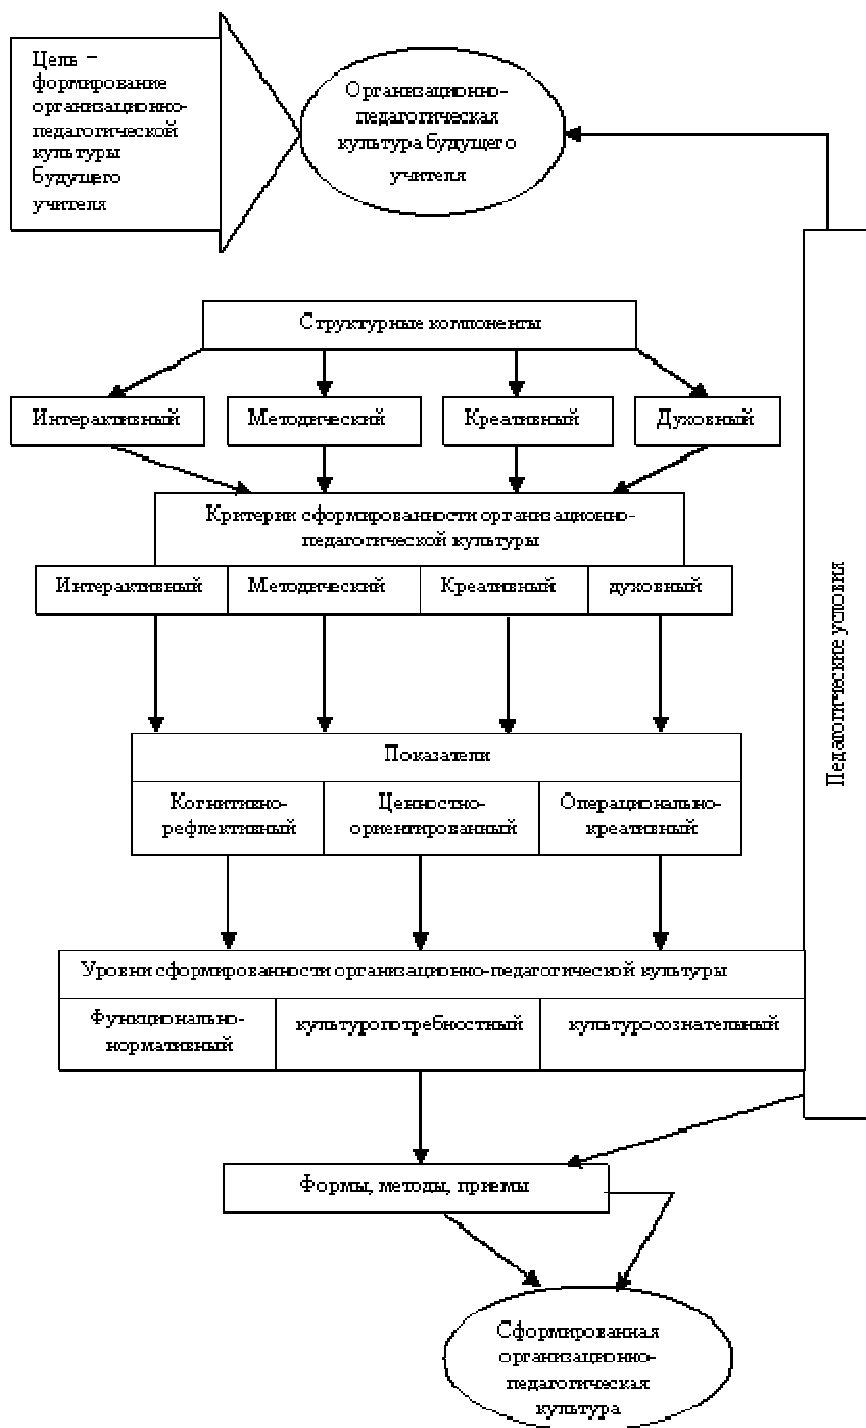 Цель –
формирование
организационно-
педагогической
культуры
будущего
учителя
Организационно-
педагогическая
культура будущего
учителя
Структурные компоненты
Интерактивный
Методический
Креативный
Духовный
Критерии сформированности организационно-
педагогической культуры
Интерактивный
Методический
Креативный
духовный
Показатели
Когнитивно-
рефлективный
Ценностно-
ориентированный
Операционально-
креативный
Уровни сформированности организационно-педагогической культуры
Функционально-
нормативный
культуропотребностный
культуросознательный
Педагогические условия
Формы, методы, приемы
Сформированная
организационно-
педагогическая
культура